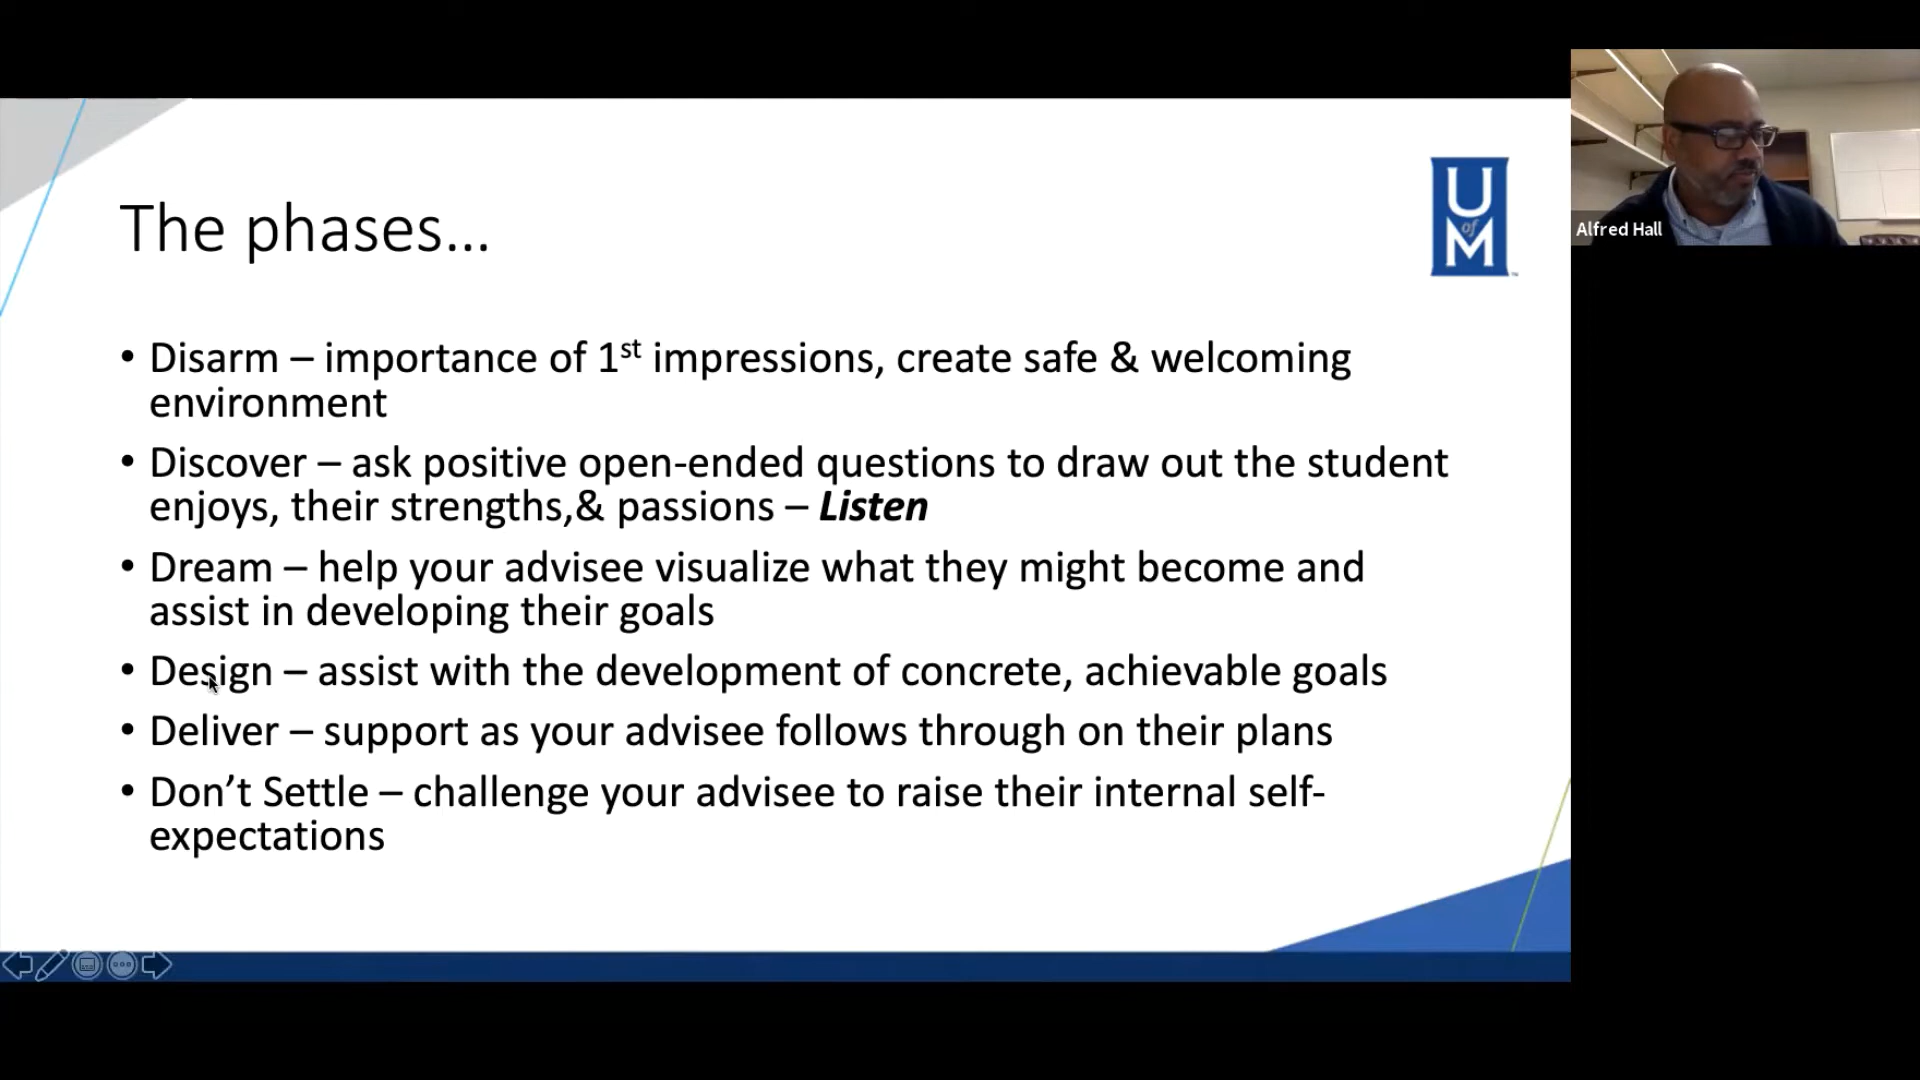 The phases...
U
of
M
Alfred Hall
• Disarm – importance of 1st impressions, create safe & welcoming
environment
• Discover – ask positive open-ended questions to draw out the student
enjoys, their strengths,& passions – Listen
• Dream – help your advisee visualize what they might become and
assist in developing their goals
• Design – assist with the development of concrete, achievable goals
• Deliver – support as your advisee follows through on their plans
• Don’t Settle – challenge your advisee to raise their internal self-
expectations